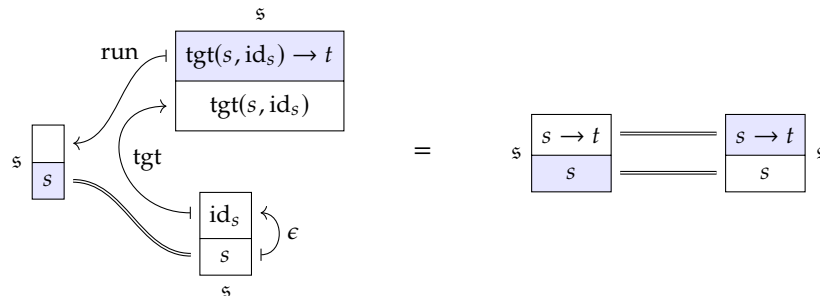 𝔰
run
tgt(s, id_s) → t
tgt(s, id_s)
𝔰
s
tgt
id_s
s
ϵ
𝔰
=
𝔰
s → t
s
s → t
s
𝔰